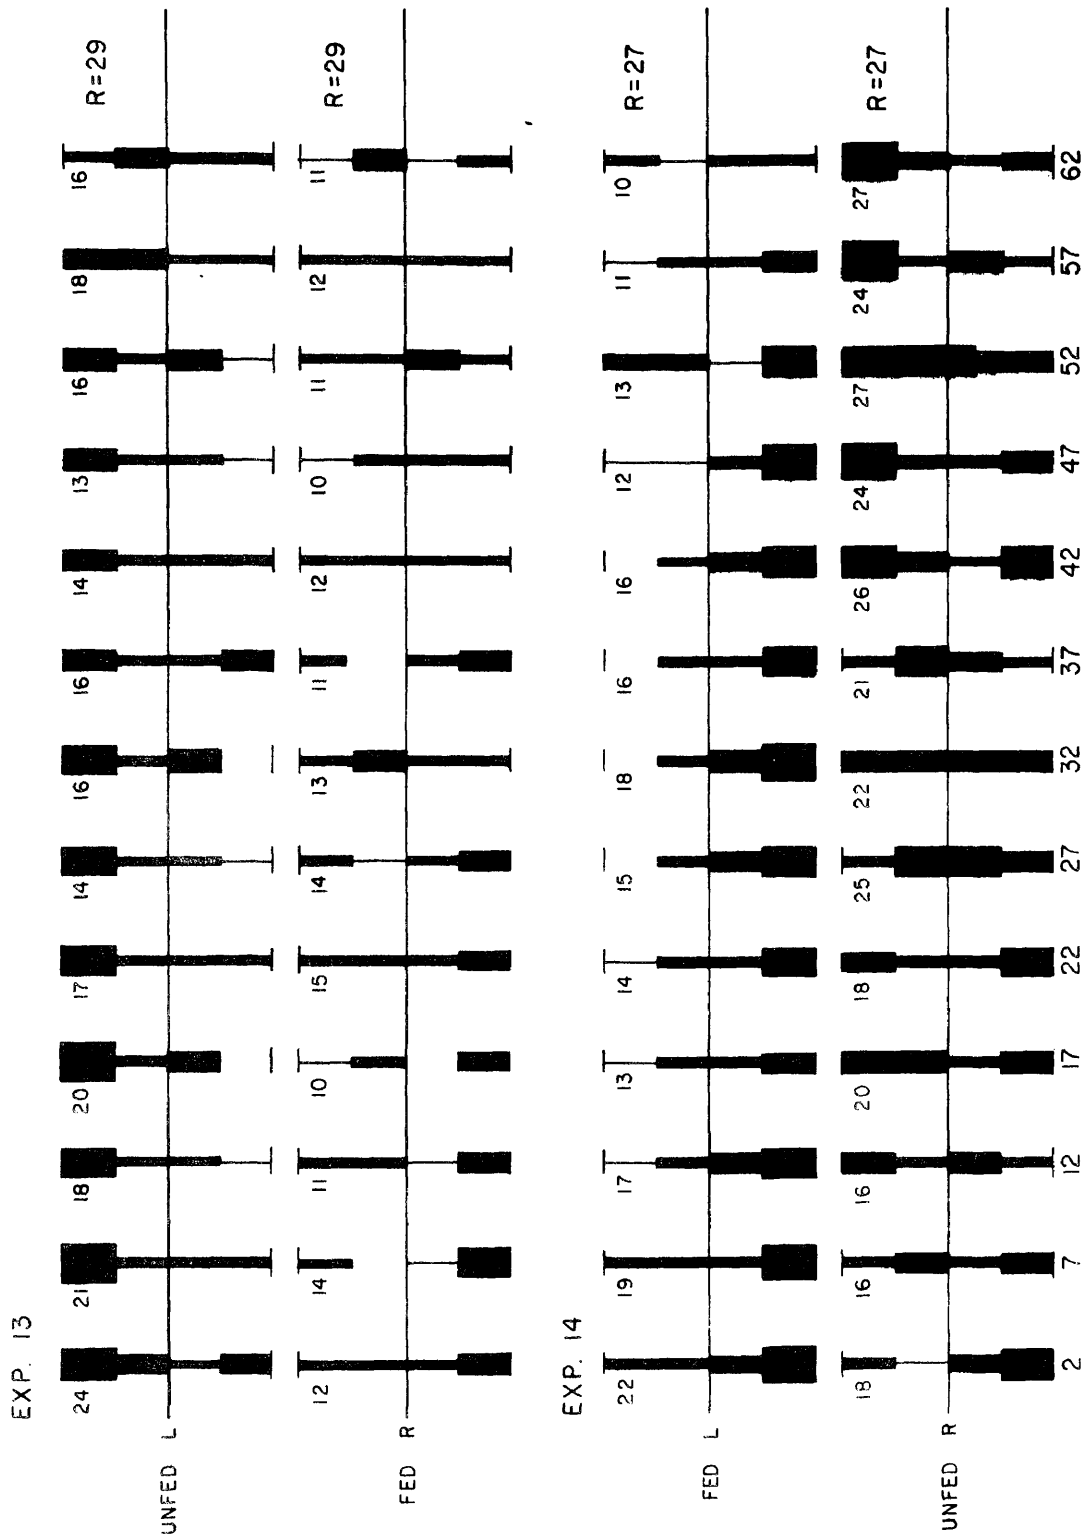 EXP. 13
UNFED L
24 21 18 20 17 14 16 16 14 13 16 18 16
R=29
FED R
12 14 11 10 15 14 13 11 12 10 11 12 11
R=29
EXP. 14
FED L
22 19 17 13 14 15 18 16 16 12 13 11 10
R=27
UNFED R
18 16 16 20 18 25 22 21 26 24 27 24 27
R=27
2 7 12 17 22 27 32 37 42 47 52 57 62